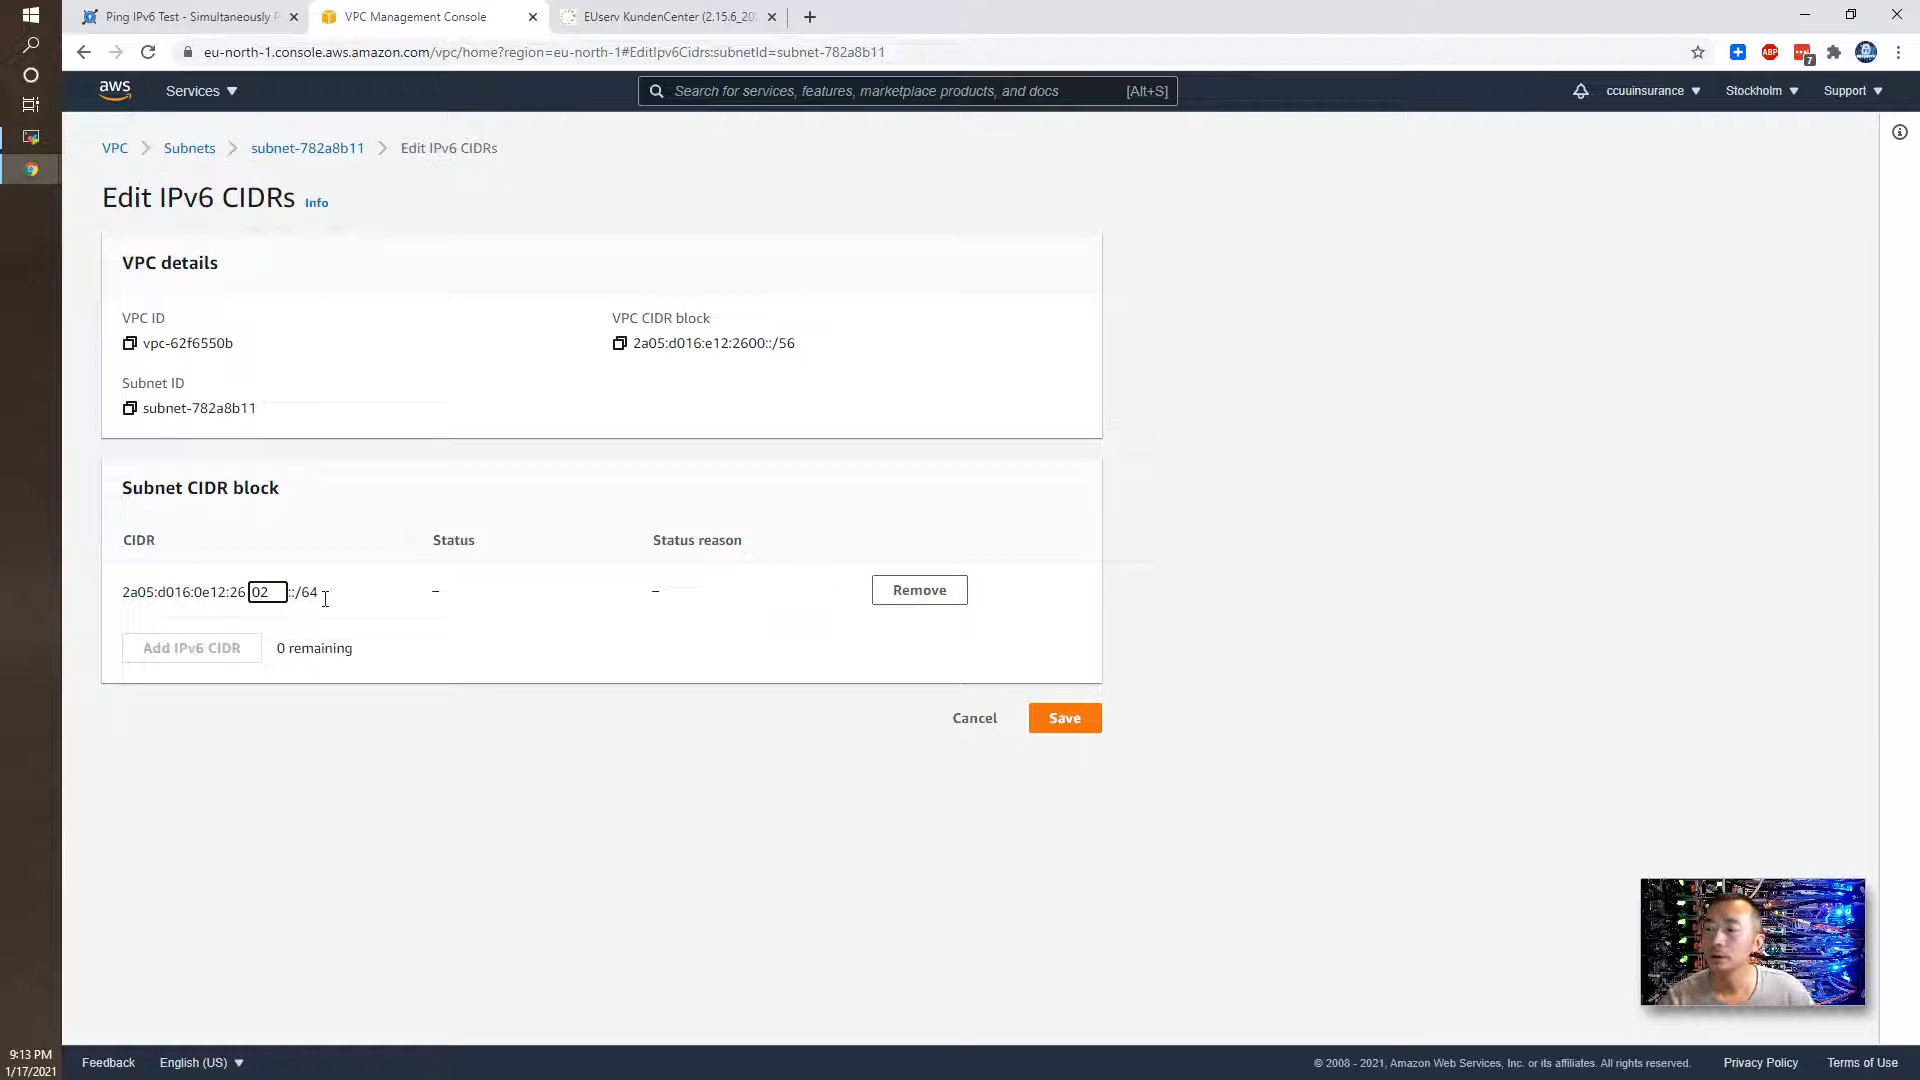 Ping IPv6 Test - Simultaneously P
VPC Management Console
EUserv KundenCenter (2.15.6_20
eu-north-1.console.aws.amazon.com/vpc/home?region=eu-north-1#EditIpv6Cidrs:subnetId=subnet-782a8b11
ABP
7
aws
Services
Search for services, features, marketplace products, and docs
[Alt+S]
ccuuinsurance
Stockholm
Support
VPC
Subnets
subnet-782a8b11
Edit IPv6 CIDRs
Edit IPv6 CIDRs Info
VPC details
VPC ID
VPC CIDR block
vpc-62f6550b
2a05:d016:e12:2600::/56
Subnet ID
subnet-782a8b11
Subnet CIDR block
CIDR
Status
Status reason
2a05:d016:0e12:26 02 ::/64
–
–
Remove
Add IPv6 CIDR
0 remaining
Cancel
Save
9:13 PM
1/17/2021
Feedback
English (US)
© 2008 - 2021, Amazon Web Services, Inc. or its affiliates. All rights reserved.
Privacy Policy
Terms of Use